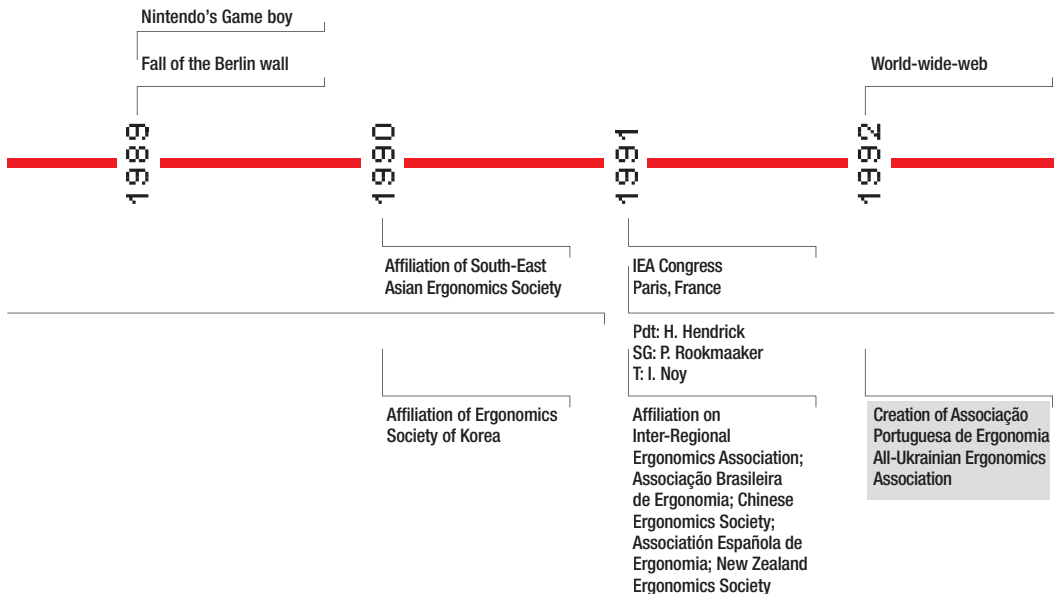 Nintendo's Game boy
Fall of the Berlin wall
World-wide-web
1989
1990
1991
1992
Affiliation of South-East
Asian Ergonomics Society
IEA Congress
Paris, France
Pdt: H. Hendrick
SG: P. Rookmaaker
T: I. Noy
Affiliation of Ergonomics
Society of Korea
Affiliation on
Inter-Regional
Ergonomics Association;
Associação Brasileira
de Ergonomia; Chinese
Ergonomics Society;
Associatión Española de
Ergonomia; New Zealand
Ergonomics Society
Creation of Associação
Portuguesa de Ergonomia
All-Ukrainian Ergonomics
Association